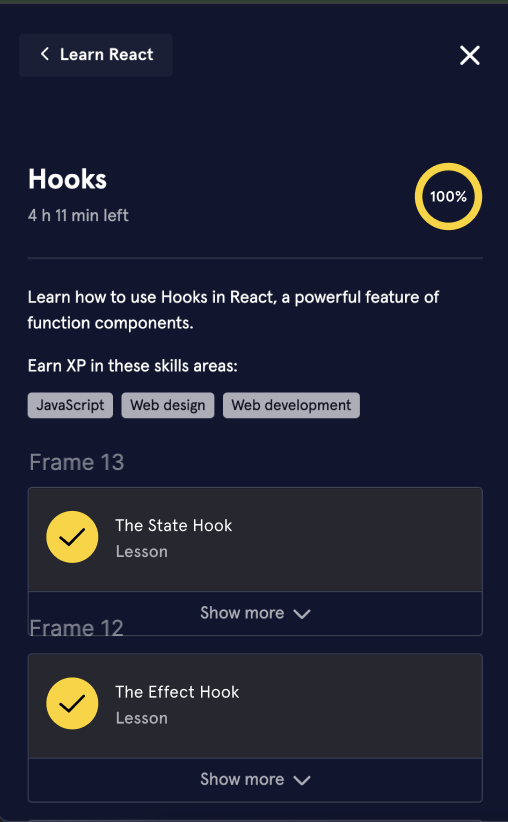 Learn React
Hooks
100%
4 h 11 min left
Learn how to use Hooks in React, a powerful feature of
function components.
Earn XP in these skills areas:
JavaScript Web design Web development
Frame 13
The State Hook
Lesson
Show more
Frame 12
The Effect Hook
Lesson
Show more